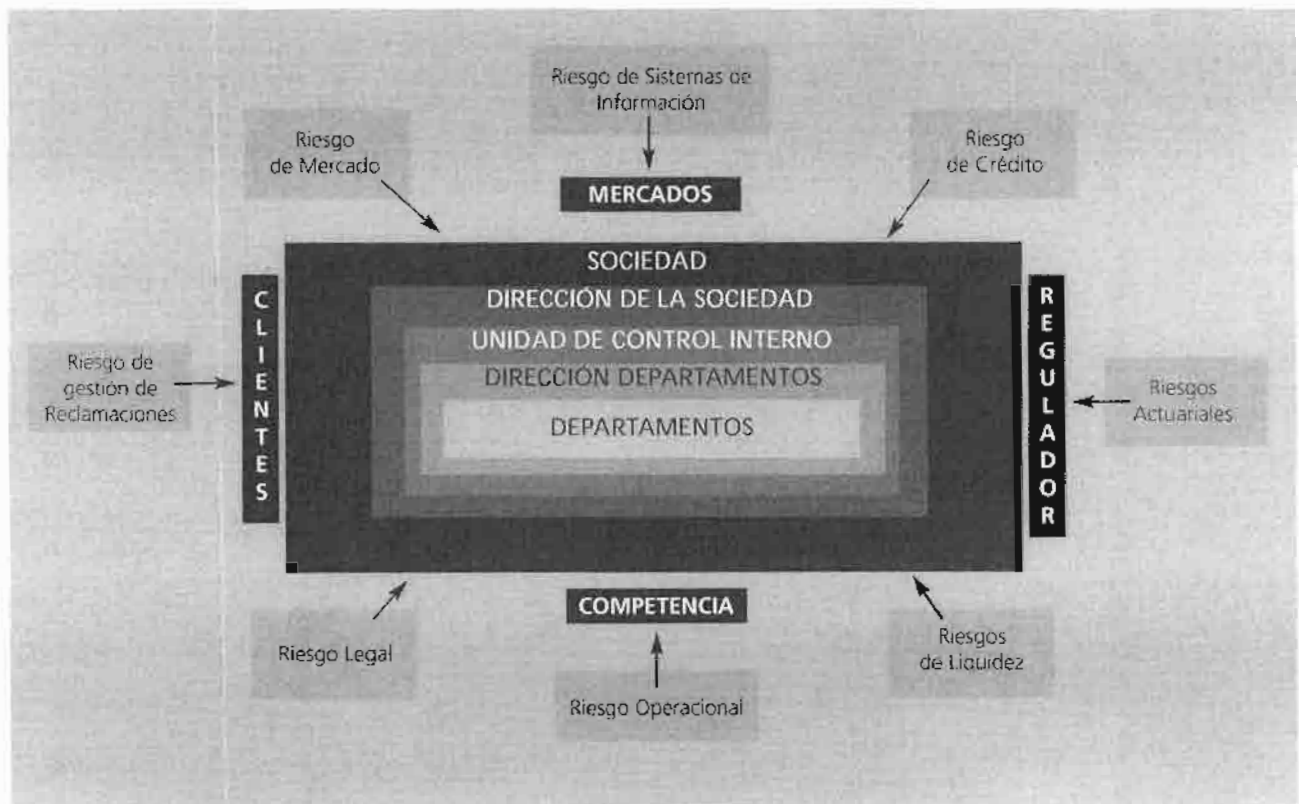 Riesgo de Sistemas de
Información
Riesgo
de Mercado
Riesgo
de Crédito
MERCADOS
SOCIEDAD
DIRECCIÓN DE LA SOCIEDAD
UNIDAD DE CONTROL INTERNO
DIRECCIÓN DEPARTAMENTOS
DEPARTAMENTOS
CLIENTES
REGULADOR
Riesgo de
gestión de
Reclamaciones
Riesgos
Actuariales
COMPETENCIA
Riesgo Legal
Riesgos
de Liquidez
Riesgo Operacional